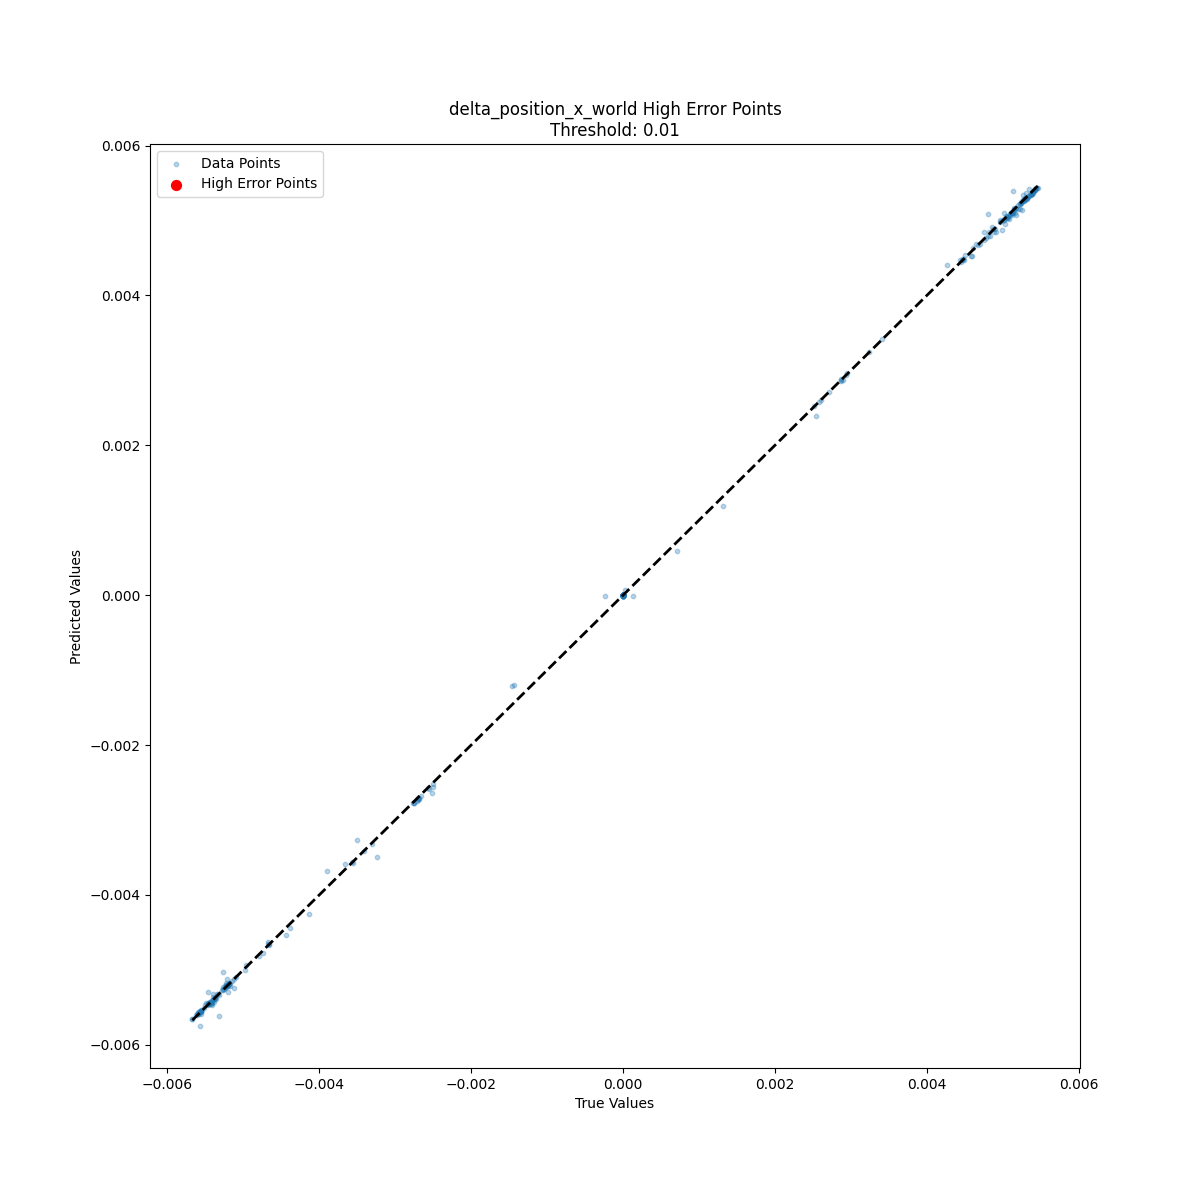 delta_position_x_world High Error Points
Threshold: 0.01
Data Points
High Error Points
0.006
0.004
0.002
0.000
−0.002
−0.004
−0.006
Predicted Values
−0.006
−0.004
−0.002
0.000
0.002
0.004
0.006
True Values